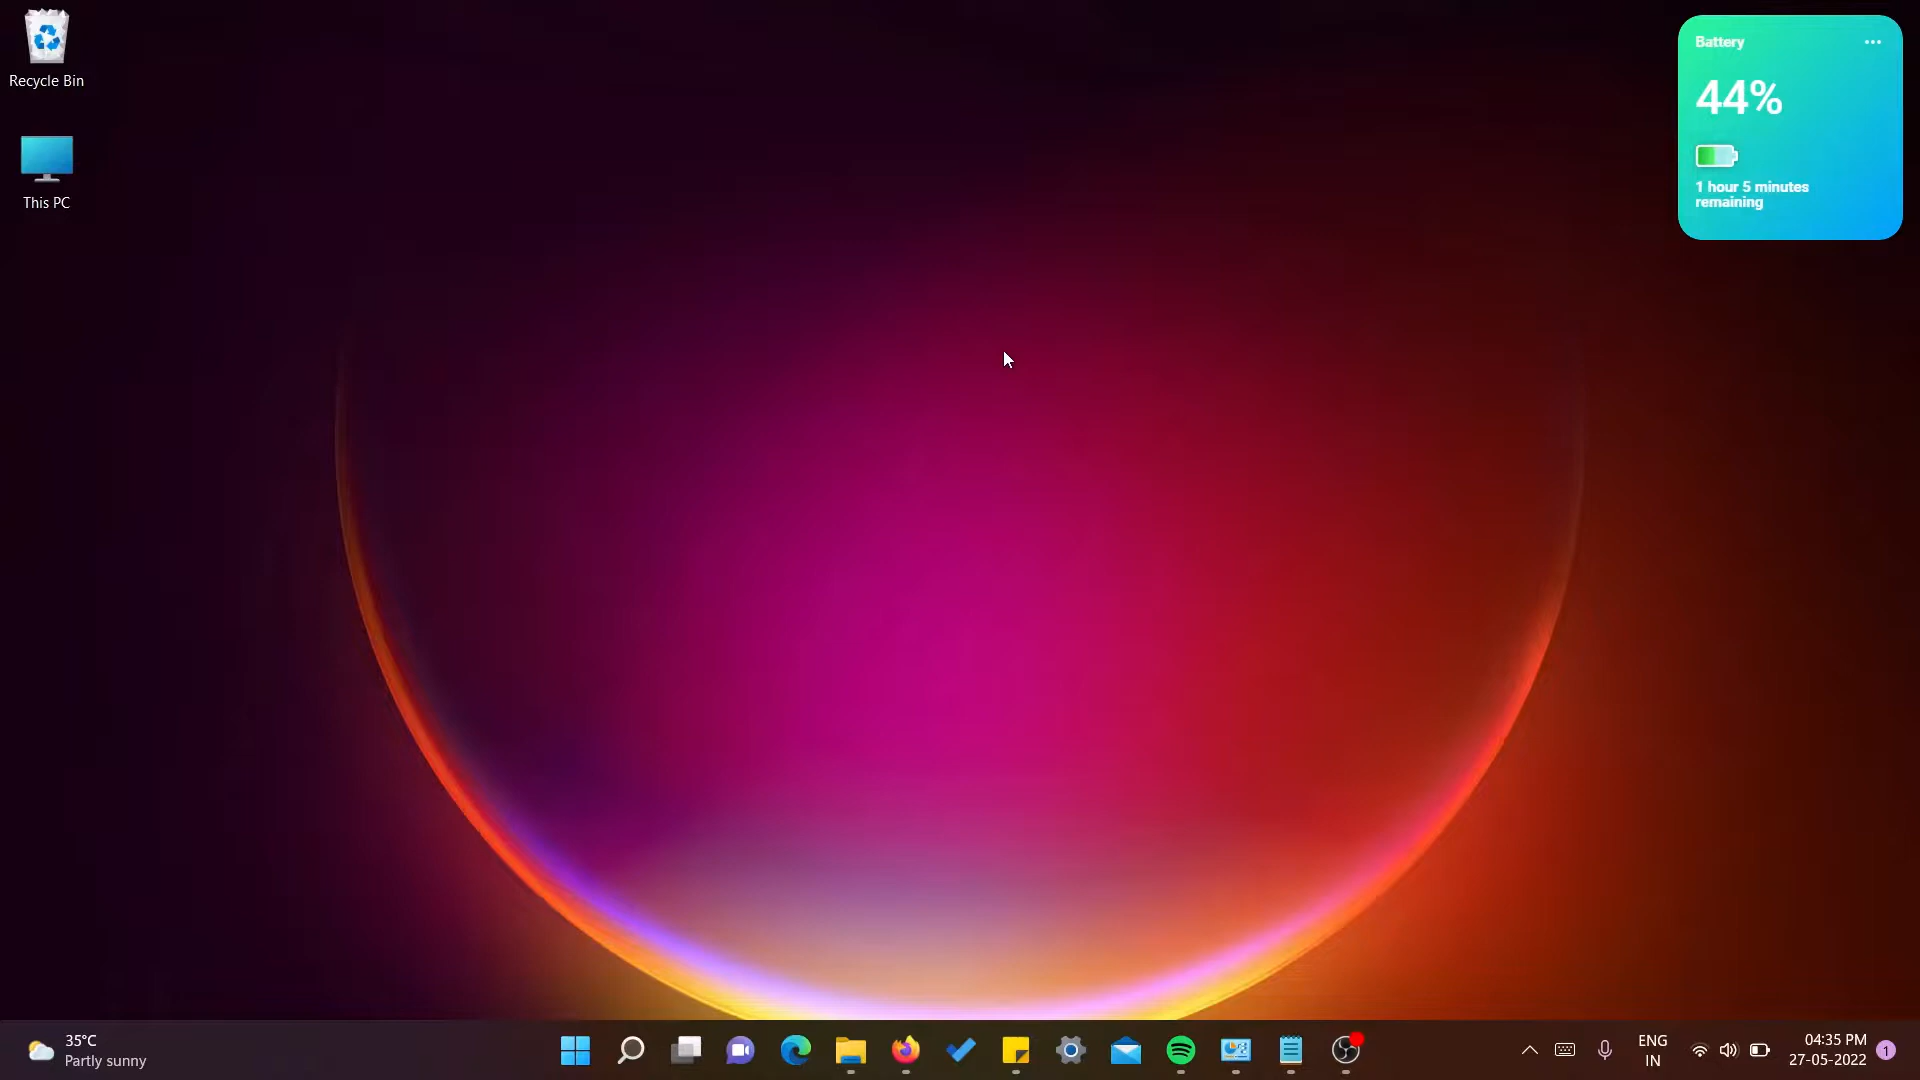 Recycle Bin
This PC
Battery
44%
1 hour 5 minutes
remaining
35°C
Partly sunny
ENG
IN
04:35 PM
27-05-2022
1